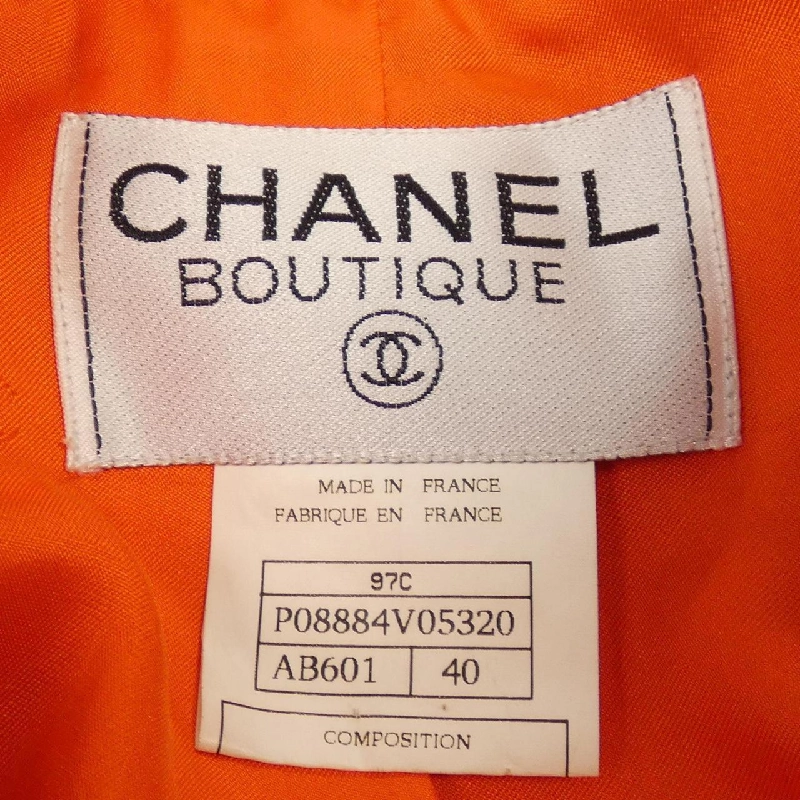 CHANEL
BOUTIQUE
MADE IN FRANCE
FABRIQUE EN FRANCE
97C
P08884V05320
AB601 40
COMPOSITION